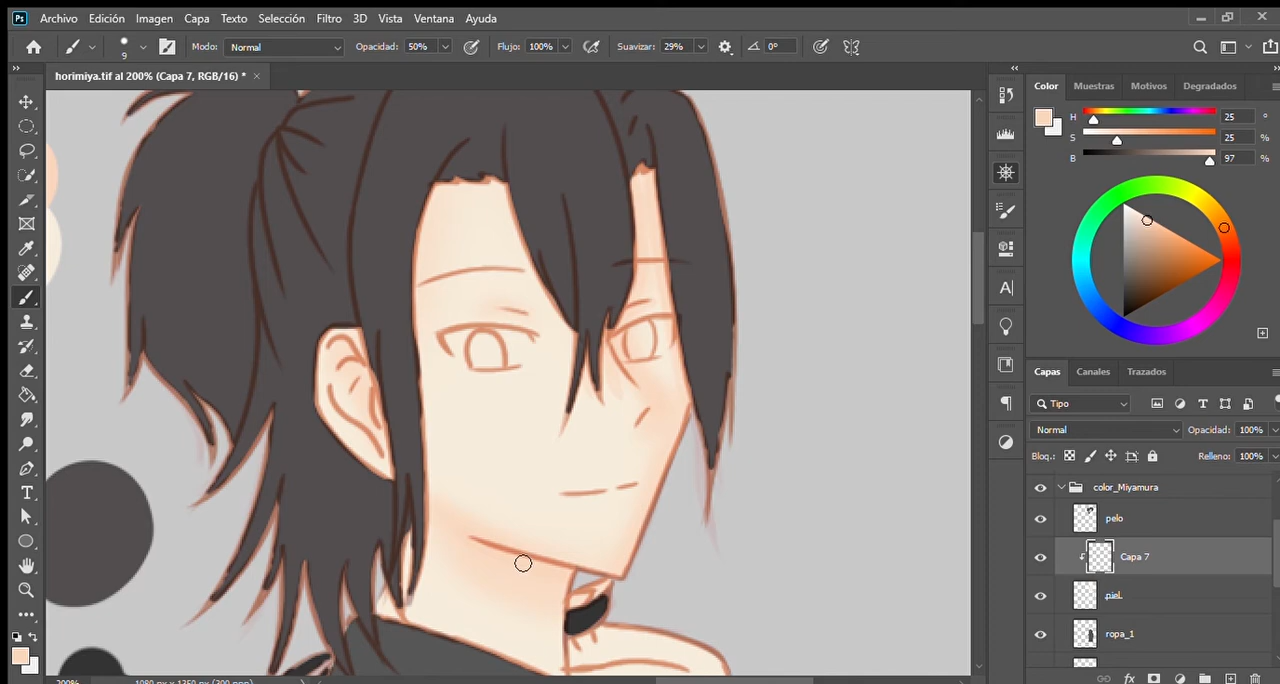 Ps Archivo Edición Imagen Capa Texto Selección Filtro 3D Vista Ventana Ayuda
9 Modo: Normal Opacidad: 50% Flujo: 100% Suavizar: 29% 0°
horimiya.tif al 200% (Capa 7, RGB/16) *
Color Muestras Motivos Degradados
H 25 °
S 25 %
B 97 %
Capas Canales Trazados
Tipo
Normal Opacidad: 100%
Bloq.: Relleno: 100%
color_Miyamura
pelo
Capa 7
piel
ropa_1
200% 1080 px x 1350 px (300 ppp)